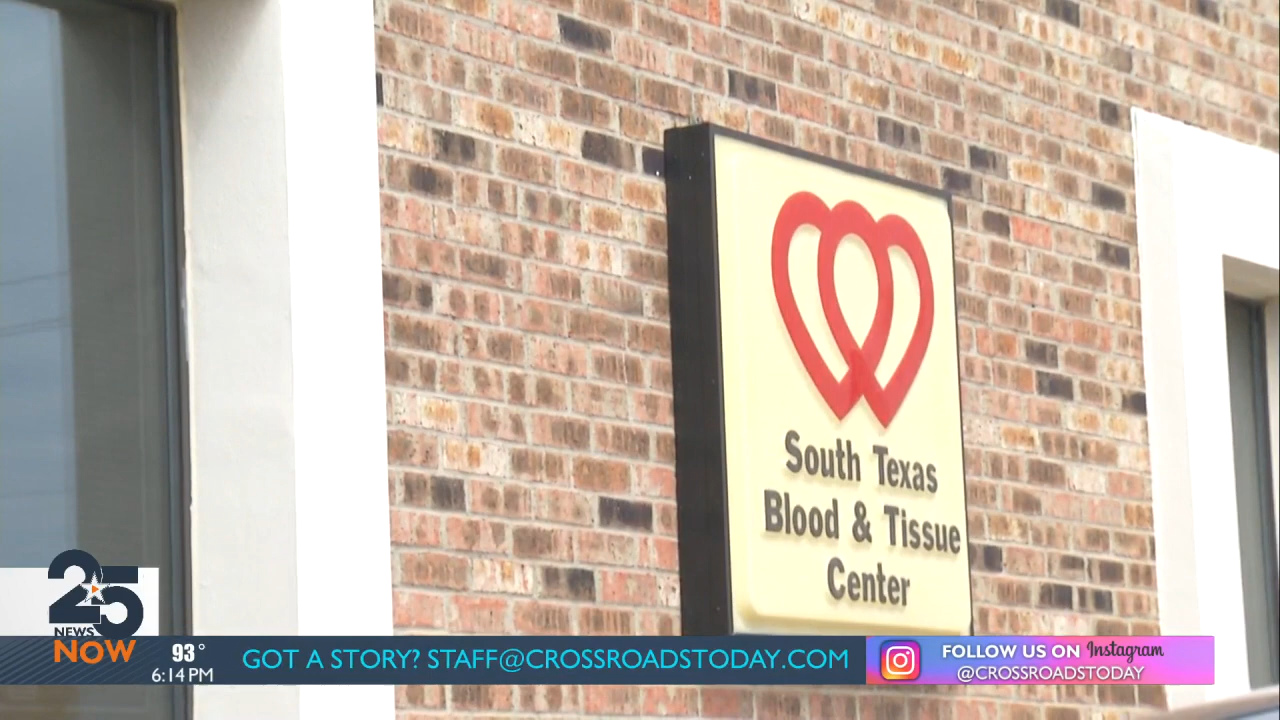 South Texas
Blood & Tissue
Center
25
NEWS
NOW
93°
6:14 PM
GOT A STORY? STAFF@CROSSROADSTODAY.COM
FOLLOW US ON Instagram
@CROSSROADSTODAY